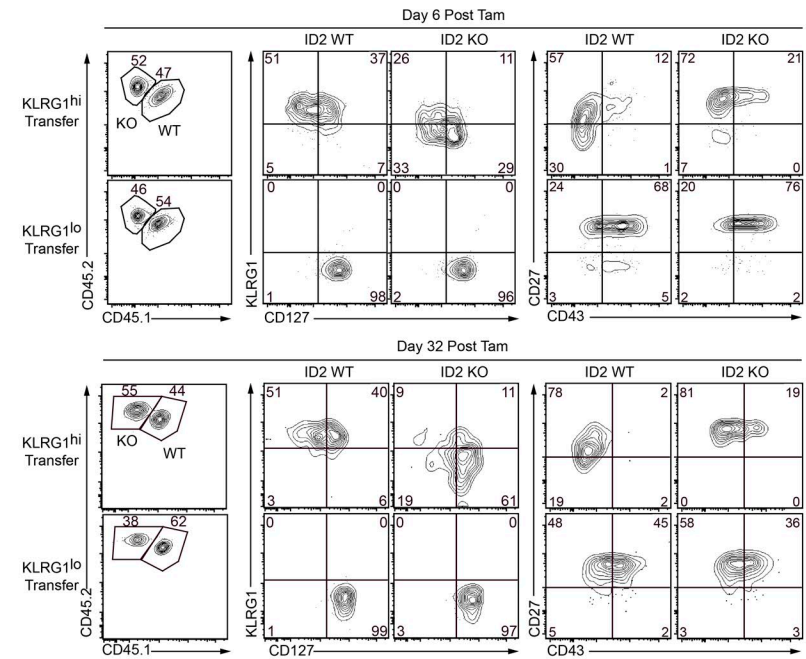 Day 6 Post Tam
ID2 WT ID2 KO ID2 WT ID2 KO
KLRG1hi Transfer
52 47
KO WT
51 37 26 11 57 12 72 21
5 7 33 29 30 1 7 0
KLRG1lo Transfer
46 54
0 0 0 0 24 68 20 76
1 98 2 96 3 5 2 2
CD45.2 KLRG1 CD27
CD45.1 CD127 CD43
Day 32 Post Tam
ID2 WT ID2 KO ID2 WT ID2 KO
KLRG1hi Transfer
55 44
KO WT
51 40 9 11 78 2 81 19
3 6 19 61 19 2 0 0
KLRG1lo Transfer
38 62
0 0 0 0 48 45 58 36
1 99 3 97 5 2 3 3
CD45.2 KLRG1 CD27
CD45.1 CD127 CD43